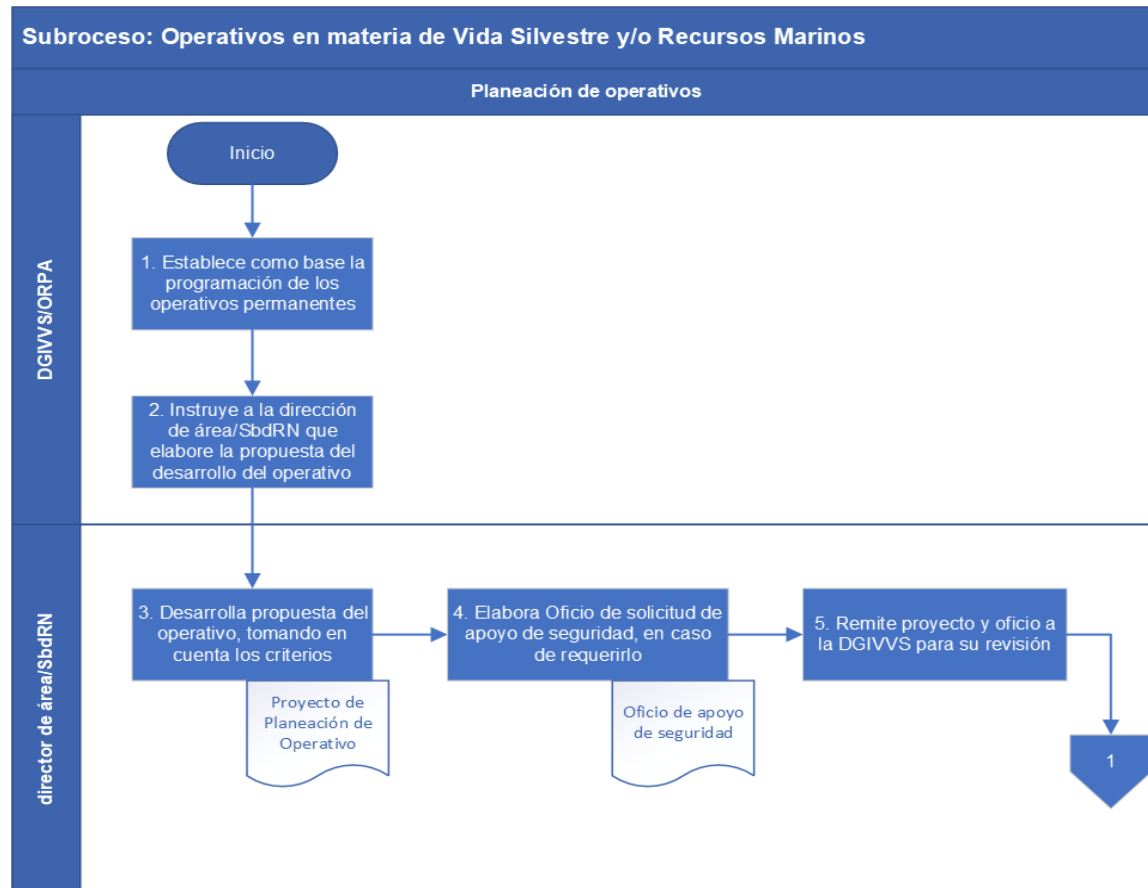 Subroceso: Operativos en materia de Vida Silvestre y/o Recursos Marinos
Planeación de operativos
DGIVVS/ORPA
Inicio
1. Establece como base la
programación de los
operativos permanentes
2. Instruye a la dirección
de área/SbdRN que
elabore la propuesta del
desarrollo del operativo
director de área/SbdRN
3. Desarrolla propuesta del
operativo, tomando en
cuenta los criterios
Proyecto de
Planeación de
Operativo
4. Elabora Oficio de solicitud de
apoyo de seguridad, en caso
de requerirlo
Oficio de apoyo
de seguridad
5. Remite proyecto y oficio a
la DGIVVS para su revisión
1